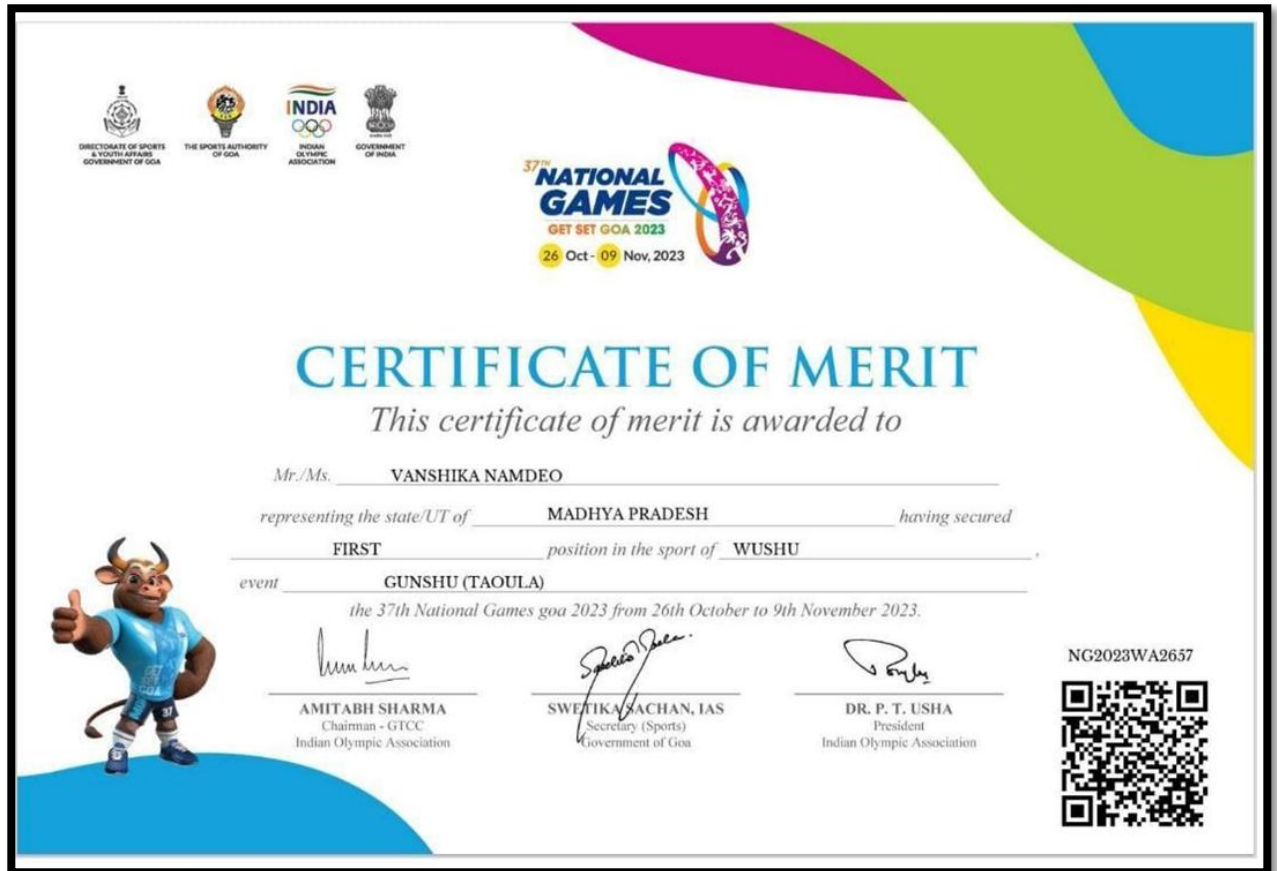 DIRECTORATE OF SPORTS
& YOUTH AFFAIRS
GOVERNMENT OF GOA
THE SPORTS AUTHORITY
OF GOA
INDIA
INDIAN
OLYMPIC
ASSOCIATION
GOVERNMENT
OF INDIA
37TH
NATIONAL
GAMES
GET SET GOA 2023
26 Oct - 09 Nov, 2023
CERTIFICATE OF MERIT
This certificate of merit is awarded to
Mr./Ms. VANSHIKA NAMDEO
representing the state/UT of MADHYA PRADESH having secured
FIRST position in the sport of WUSHU ,
event GUNSHU (TAOULA)
the 37th National Games goa 2023 from 26th October to 9th November 2023.
AMITABH SHARMA
Chairman - GTCC
Indian Olympic Association
SWETIKA SACHAN, IAS
Secretary (Sports)
Government of Goa
DR. P. T. USHA
President
Indian Olympic Association
NG2023WA2657
GET
SET
GOA
37